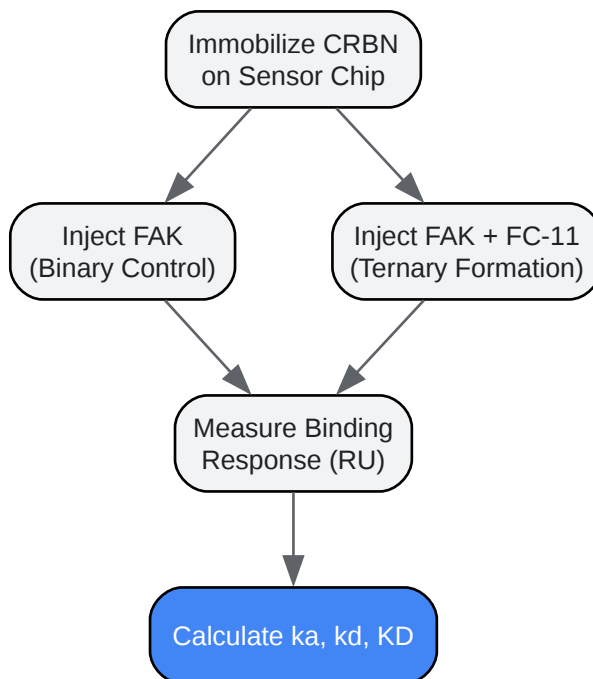 Immobilize CRBN
on Sensor Chip
Inject FAK
(Binary Control)
Inject FAK + FC-11
(Ternary Formation)
Measure Binding
Response (RU)
Calculate ka, kd, KD